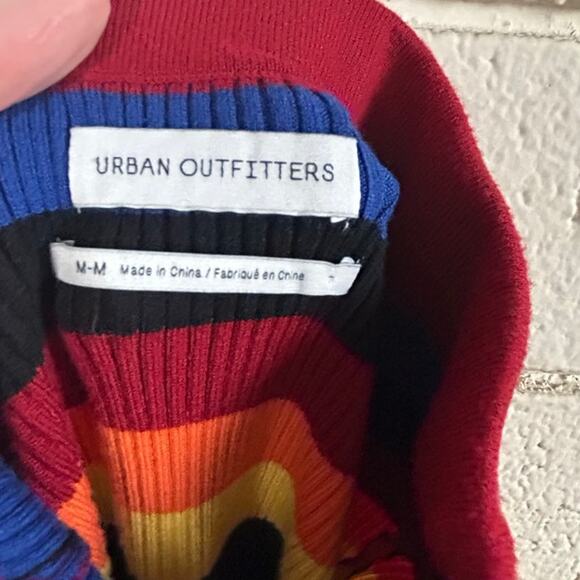 URBAN OUTFITTERS
M-M Made in China / Fabriqué en Chine